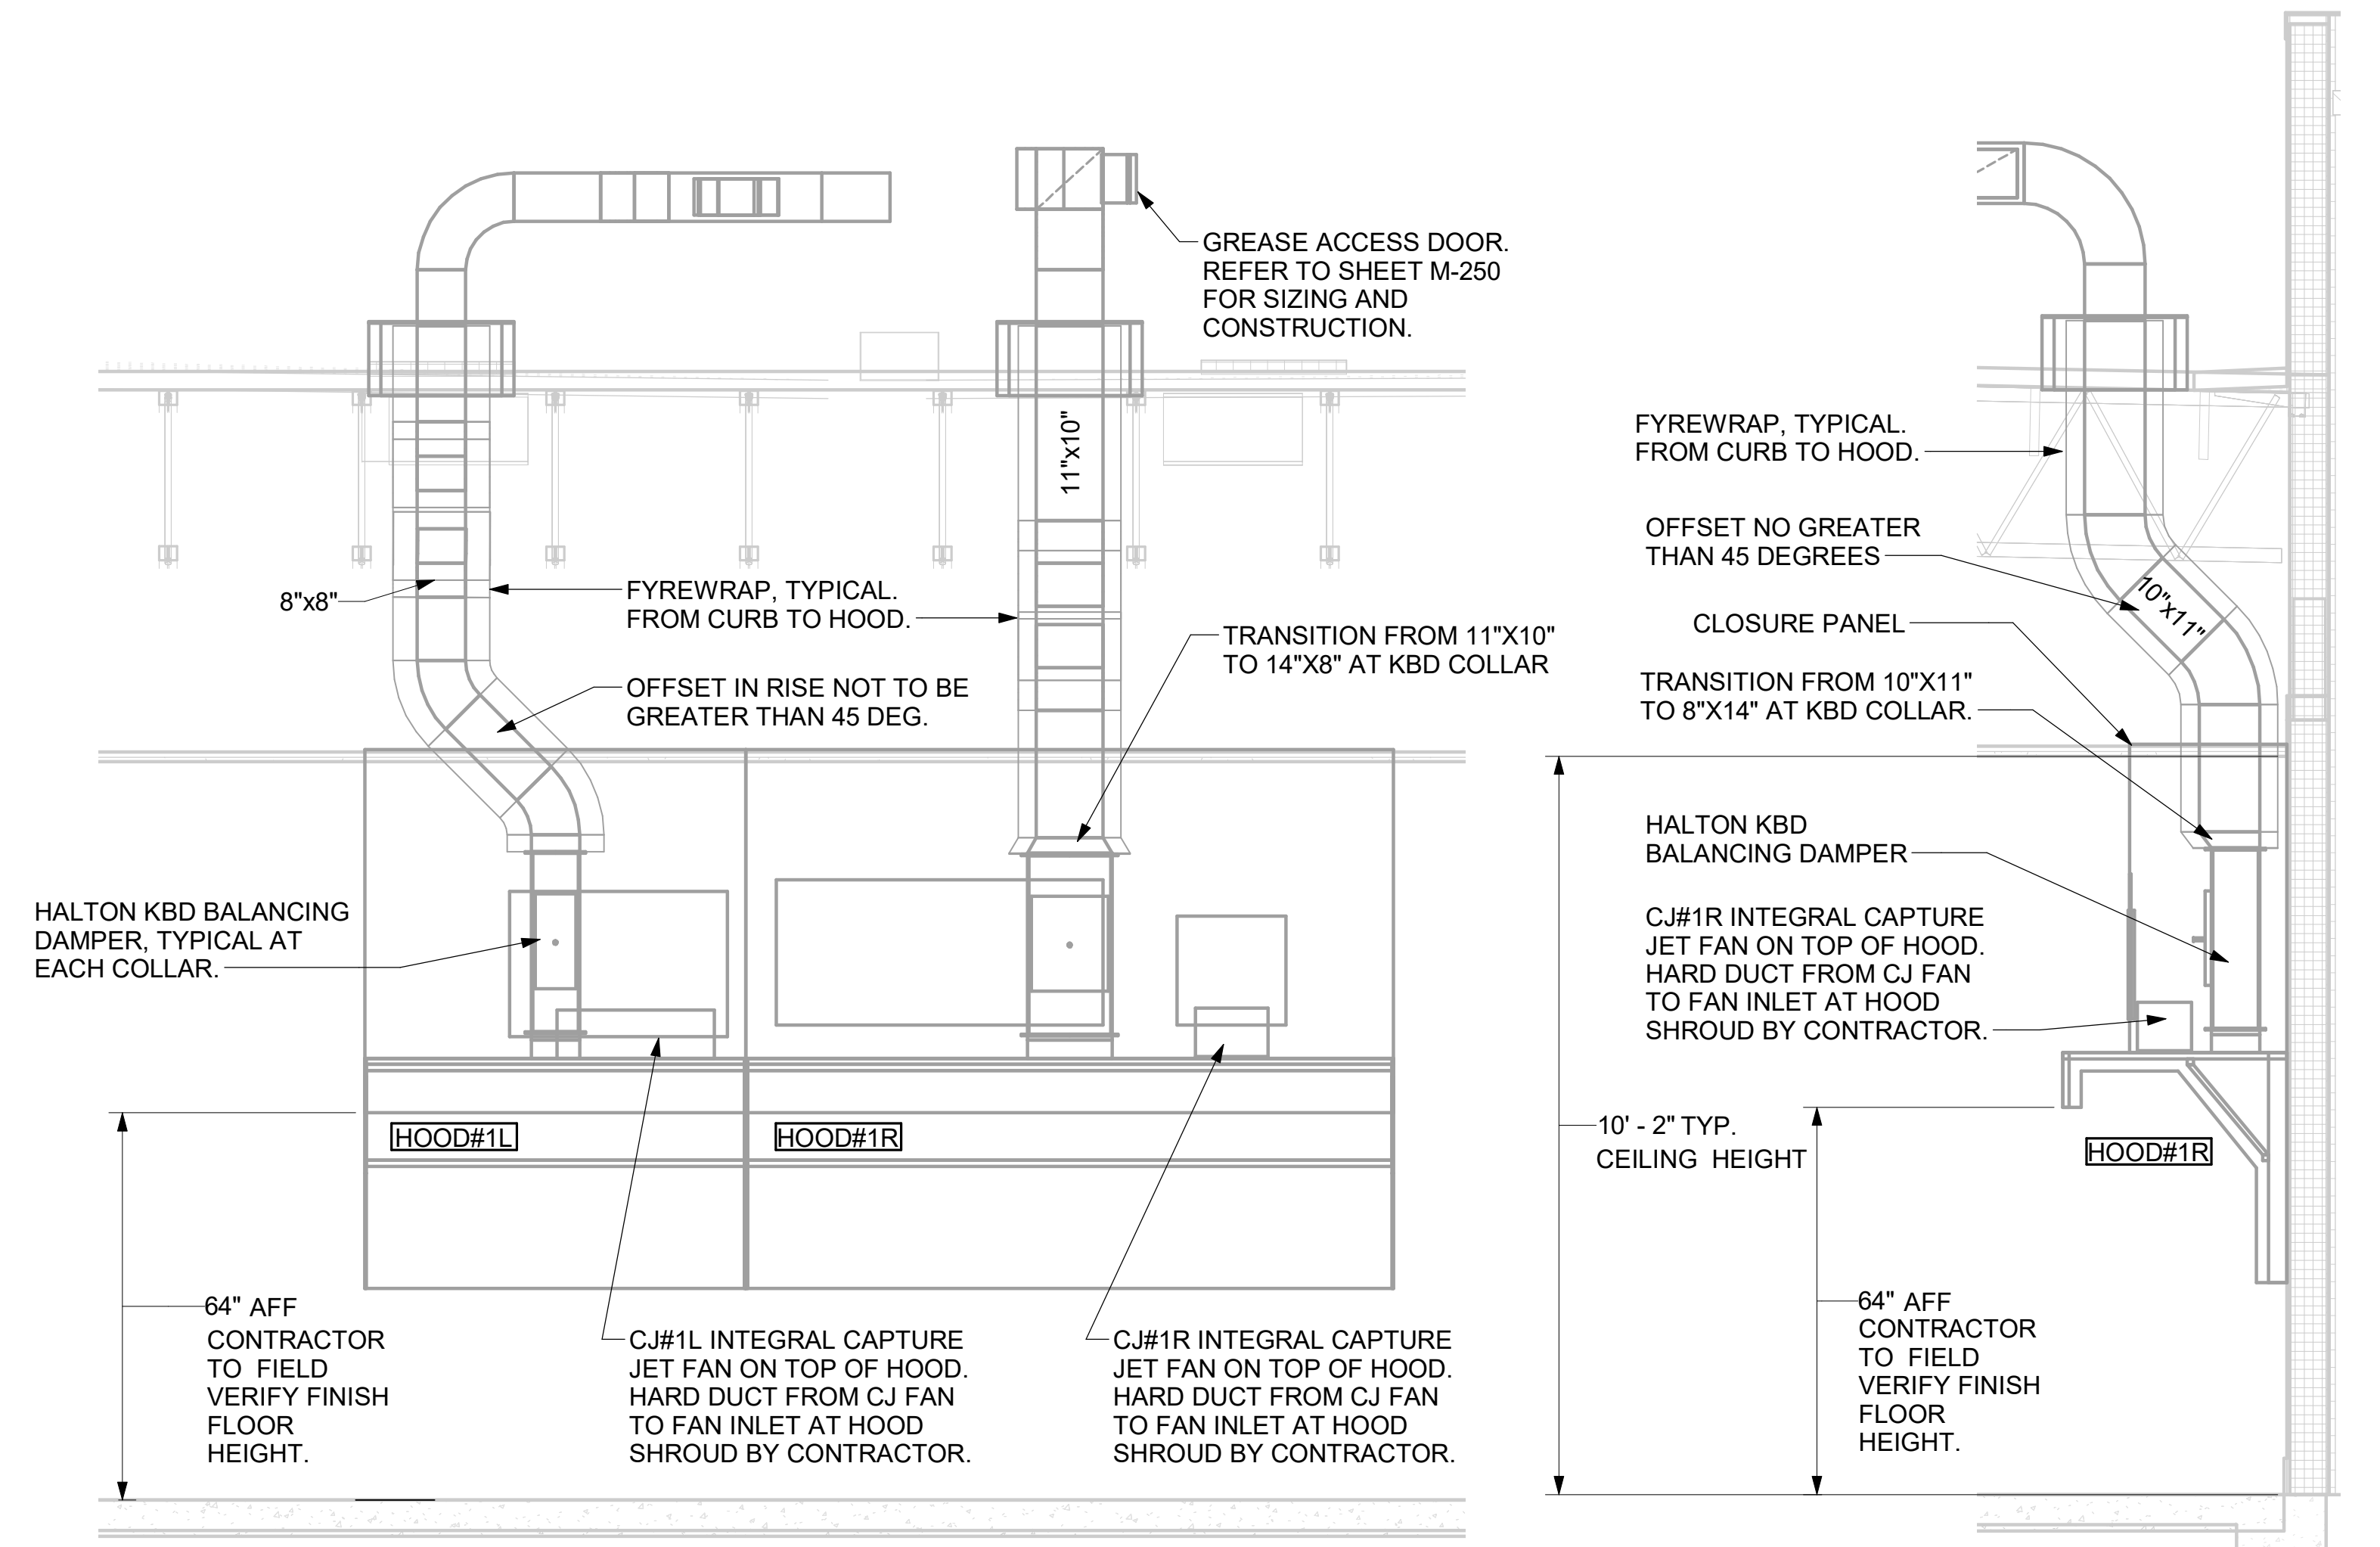 GREASE ACCESS DOOR.
REFER TO SHEET M-250
FOR SIZING AND
CONSTRUCTION.
11"x10"
8"x8"
FYREWRAP, TYPICAL.
FROM CURB TO HOOD.
TRANSITION FROM 11"X10"
TO 14"X8" AT KBD COLLAR
OFFSET IN RISE NOT TO BE
GREATER THAN 45 DEG.
HALTON KBD BALANCING
DAMPER, TYPICAL AT
EACH COLLAR.
HOOD#1L
HOOD#1R
64" AFF
CONTRACTOR
TO FIELD
VERIFY FINISH
FLOOR
HEIGHT.
CJ#1L INTEGRAL CAPTURE
JET FAN ON TOP OF HOOD.
HARD DUCT FROM CJ FAN
TO FAN INLET AT HOOD
SHROUD BY CONTRACTOR.
CJ#1R INTEGRAL CAPTURE
JET FAN ON TOP OF HOOD.
HARD DUCT FROM CJ FAN
TO FAN INLET AT HOOD
SHROUD BY CONTRACTOR.
FYREWRAP, TYPICAL.
FROM CURB TO HOOD.
OFFSET NO GREATER
THAN 45 DEGREES
10"x11"
CLOSURE PANEL
TRANSITION FROM 10"X11"
TO 8"X14" AT KBD COLLAR.
HALTON KBD
BALANCING DAMPER
CJ#1R INTEGRAL CAPTURE
JET FAN ON TOP OF HOOD.
HARD DUCT FROM CJ FAN
TO FAN INLET AT HOOD
SHROUD BY CONTRACTOR.
10' - 2" TYP.
CEILING HEIGHT
HOOD#1R
64" AFF
CONTRACTOR
TO FIELD
VERIFY FINISH
FLOOR
HEIGHT.